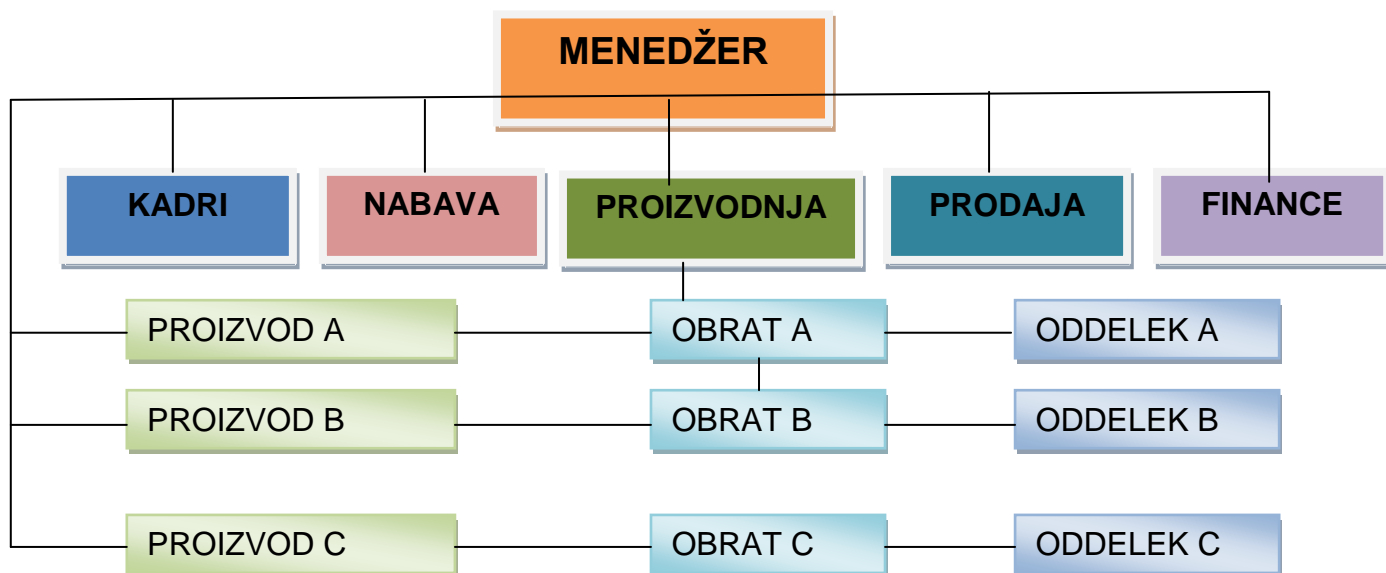 MENEDŽER
KADRI
NABAVA
PROIZVODNJA
PRODAJA
FINANCE
PROIZVOD A
OBRAT A
ODDELEK A
PROIZVOD B
OBRAT B
ODDELEK B
PROIZVOD C
OBRAT C
ODDELEK C